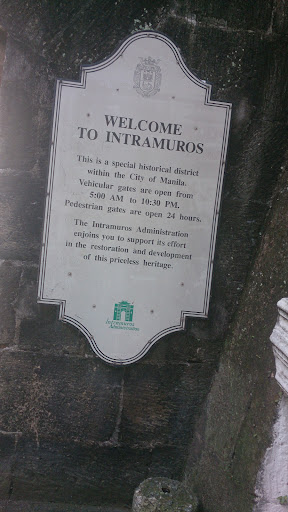 WELCOME
TO INTRAMUROS
This is a special historical district
within the City of Manila.
Vehicular gates are open from
5:00 AM to 10:30 PM.
Pedestrian gates are open 24 hours.
The Intramuros Administration
enjoins you to support its effort
in the restoration and development
of this priceless heritage.
Intramuros
Administration